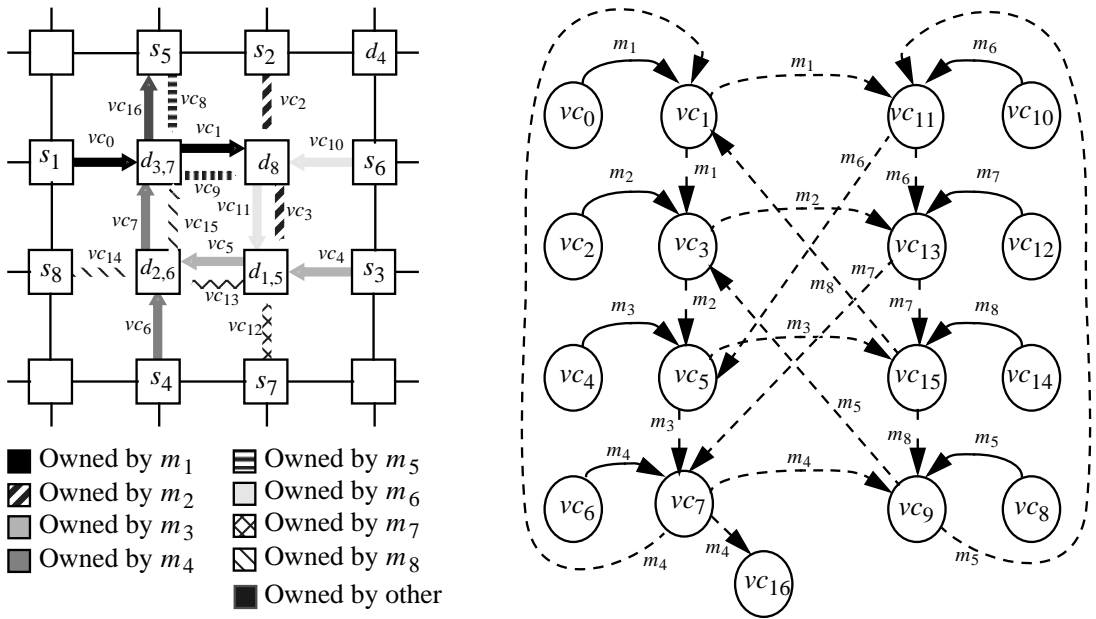 s5 s2 d4
vc16 vc8 vc2
vc0 vc1 vc10
s1 d3,7 d8 s6
vc9
vc7 vc15 vc11 vc3
vc14 vc5 vc4
s8 d2,6 d1,5 s3
vc13
vc6 vc12
s4 s7
Owned by m1
Owned by m2
Owned by m3
Owned by m4
Owned by m5
Owned by m6
Owned by m7
Owned by m8
Owned by other
m1 m1 m6
vc0 vc1 vc11 vc10
m1 m6 m6
m2 m2 m7
vc2 vc3 vc13 vc12
m2 m8 m7 m7
m3 m3 m8
vc4 vc5 vc15 vc14
m3 m5 m8
m4 m4 m5
vc6 vc7 vc9 vc8
m4 m4 m5
vc16